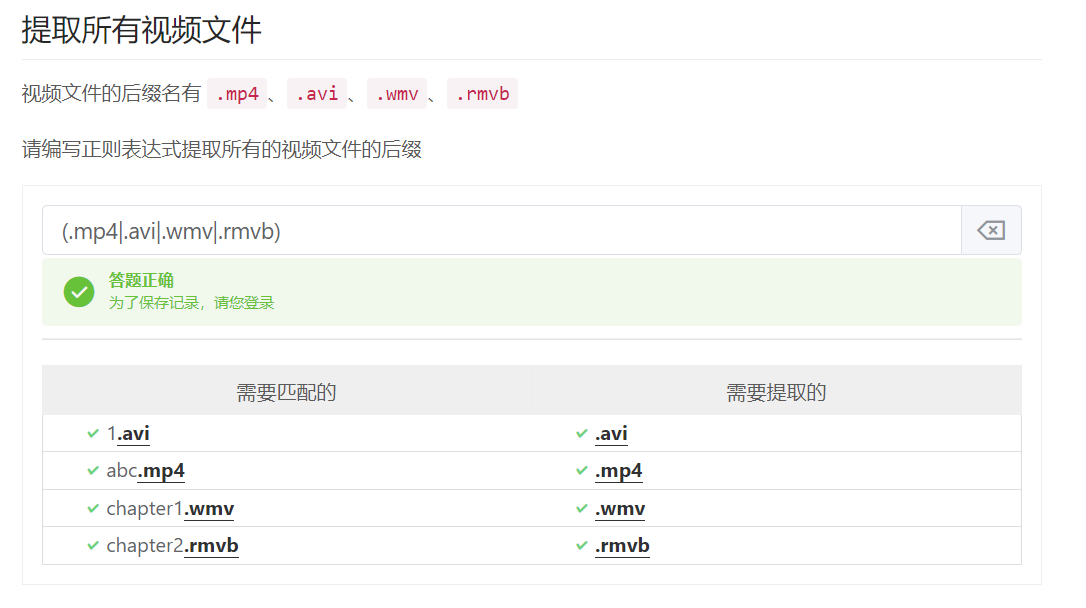 提取所有视频文件
视频文件的后缀名有 .mp4 、 .avi 、 .wmv 、 .rmvb
请编写正则表达式提取所有的视频文件的后缀
(.mp4|.avi|.wmv|.rmvb)
答题正确
为了保存记录，请您登录
需要匹配的 需要提取的
1.avi .avi
abc.mp4 .mp4
chapter1.wmv .wmv
chapter2.rmvb .rmvb